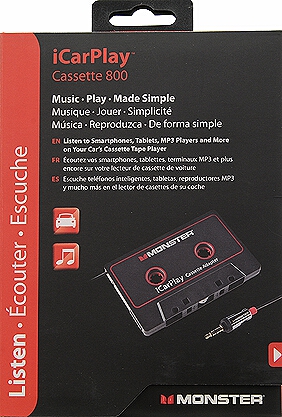 iCarPlay™
Cassette 800
Music · Play · Made Simple
Musique · Jouer · Simplicité
Música · Reproduzca · De forma simple
EN Listen to Smartphones, Tablets, MP3 Players and More
on Your Car's Cassette Tape Player
FR Écoutez vos smartphones, tablettes, terminaux MP3 et plus
encore sur votre lecteur de cassette de voiture
ES Escuche teléfonos inteligentes, tabletas, reproductores MP3
y mucho más en el lector de casettes de su coche
Listen · Écouter · Escuche
MONSTER
iCarPlay Cassette Adapter
MONSTER